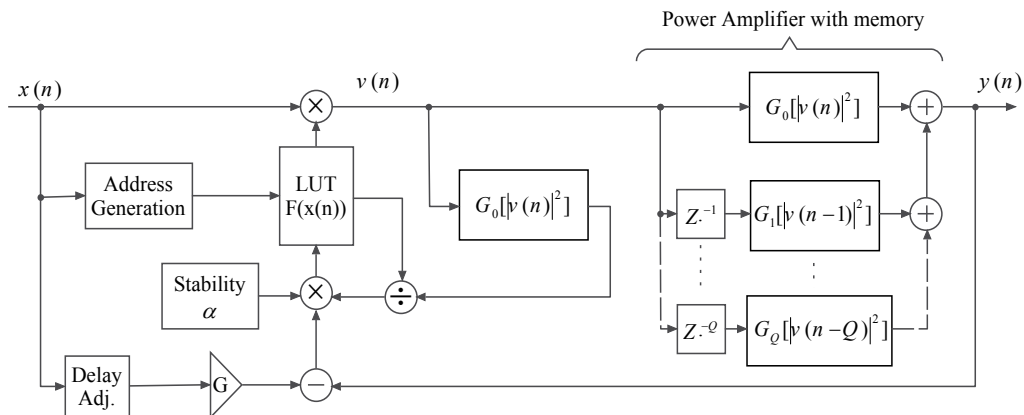 Power Amplifier with memory
x(n)
v(n)
y(n)
×
G₀[|v(n)|²]
+
Address
Generation
LUT
F(x(n))
G₀[|v(n)|²]
Z.⁻¹
G₁[|v(n−1)|²]
+
Stability
α
×
÷
Z.⁻Q
G_Q[|v(n−Q)|²]
Delay
Adj.
G
−